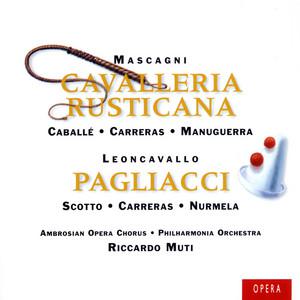 MASCAGNI
CAVALLERIA
RUSTICANA
CABALLÉ • CARRERAS • MANUGUERRA
LEONCAVALLO
PAGLIACCI
SCOTTO • CARRERAS • NURMELA
AMBROSIAN OPERA CHORUS • PHILHARMONIA ORCHESTRA
RICCARDO MUTI
OPERA